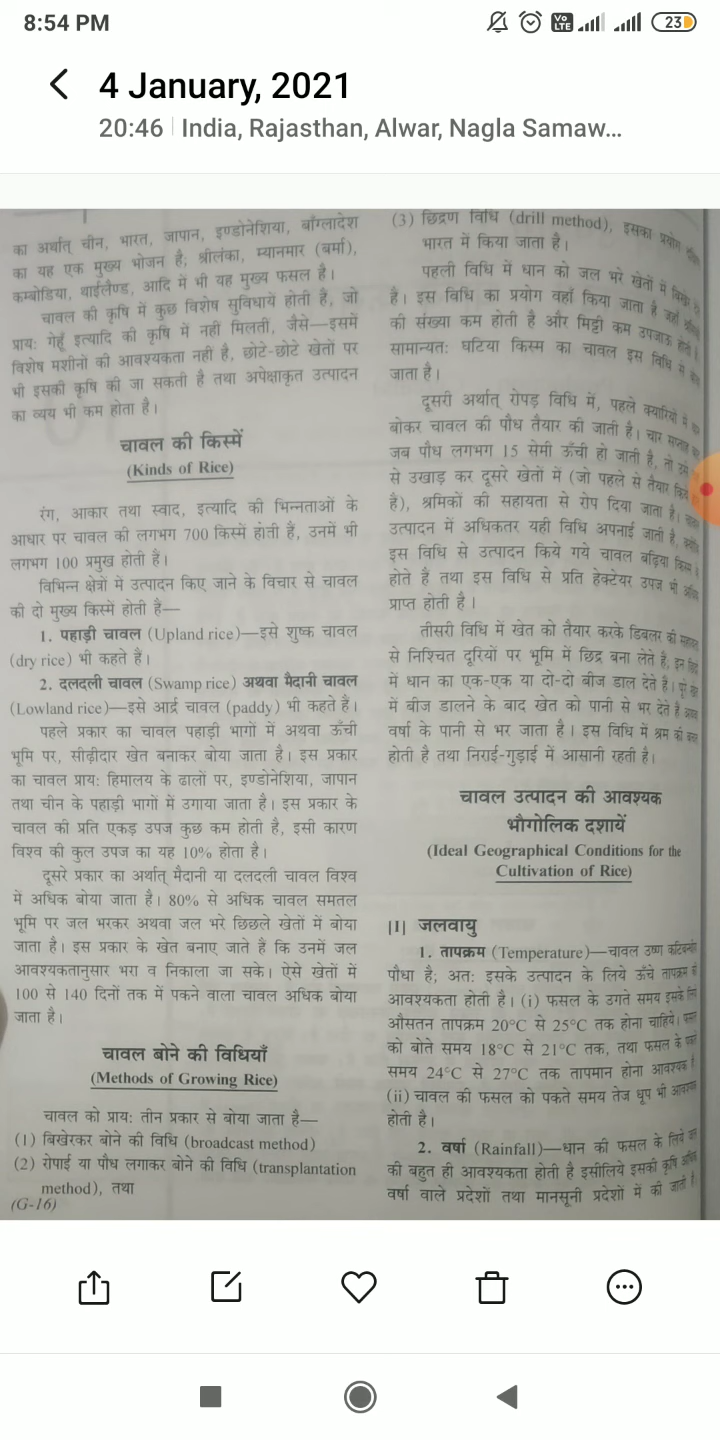 8:54 PM
Vo LTE
23
4 January, 2021
20:46 India, Rajasthan, Alwar, Nagla Samaw...
का अर्थात् चीन, भारत, जापान, इण्डोनेशिया, बाँग्लादेश
का यह एक मुख्य भोजन है; श्रीलंका, म्यानमार (बर्मा),
कम्बोडिया, थाईलैण्ड, आदि में भी यह मुख्य फसल है।
चावल की कृषि में कुछ विशेष सुविधायें होती है, जो
प्राय: गेहूँ इत्यादि की कृषि में नही मिलतीं, जैसे—इसमें
विशेष मशीनों की आवश्यकता नही है, छोटे-छोटे खेतों पर
भी इसकी कृषि की जा सकती है तथा अपेक्षाकृत उत्पादन
का व्यय भी कम होता है।
चावल की किस्में
(Kinds of Rice)
रंग, आकार तथा स्वाद, इत्यादि की भिन्नताओं के
आधार पर चावल की लगभग 700 किस्में होती हैं, उनमें भी
लगभग 100 प्रमुख होती हैं।
विभिन्न क्षेत्रों में उत्पादन किए जाने के विचार से चावल
की दो मुख्य किस्में होती हैं—
1. पहाड़ी चावल (Upland rice)—इसे शुष्क चावल
(dry rice) भी कहते हैं।
2. दलदली चावल (Swamp rice) अथवा मैदानी चावल
(Lowland rice)—इसे आर्द्र चावल (paddy) भी कहते हैं।
पहले प्रकार का चावल पहाड़ी भागों में अथवा ऊँची
भूमि पर, सीढ़ीदार खेत बनाकर बोया जाता है। इस प्रकार
का चावल प्राय: हिमालय के ढालों पर, इण्डोनेशिया, जापान
तथा चीन के पहाड़ी भागों में उगाया जाता है। इस प्रकार के
चावल की प्रति एकड़ उपज कुछ कम होती है, इसी कारण
विश्व की कुल उपज का यह 10% होता है।
दूसरे प्रकार का अर्थात् मैदानी या दलदली चावल विश्व
में अधिक बोया जाता है। 80% से अधिक चावल समतल
भूमि पर जल भरकर अथवा जल भरे छिछले खेतों में बोया
जाता है। इस प्रकार के खेत बनाए जाते है कि उनमें जल
आवश्यकतानुसार भरा व निकाला जा सके। ऐसे खेतों में
100 से 140 दिनों तक में पकने वाला चावल अधिक बोया
जाता है।
चावल बोने की विधियाँ
(Methods of Growing Rice)
चावल को प्राय: तीन प्रकार से बोया जाता है—
(1) बिखेरकर बोने की विधि (broadcast method)
(2) रोपाई या पौध लगाकर बोने की विधि (transplantation
method), तथा
(G-16)
(3) छिद्रण विधि (drill method), इसका प्रयोग
भारत में किया जाता है।
पहली विधि में धान को जल भरे खेतों में बिखेर
है। इस विधि का प्रयोग वहाँ किया जाता है जहाँ
की संख्या कम होती है और मिट्टी कम उपजाऊ होती
सामान्यत: घटिया किस्म का चावल इस विधि से
जाता है।
दूसरी अर्थात् रोपड़ विधि में, पहले क्यारियों में
बोकर चावल की पौध तैयार की जाती है। चार सप्ताह
जब पौध लगभग 15 सेमी ऊँची हो जाती है, तो उसे
से उखाड़ कर दूसरे खेतों में (जो पहले से तैयार किये
है), श्रमिकों की सहायता से रोप दिया जाता है।
उत्पादन में अधिकतर यही विधि अपनाई जाती है,
इस विधि से उत्पादन किये गये चावल बढ़िया किस्म
होते हैं तथा इस विधि से प्रति हेक्टेयर उपज भी
प्राप्त होती है।
तीसरी विधि में खेत को तैयार करके डिबलर की
से निश्चित दूरियों पर भूमि में छिद्र बना लेते है, इन
में धान का एक-एक या दो-दो बीज डाल देते है।
में बीज डालने के बाद खेत को पानी से भर देते है
वर्षा के पानी से भर जाता है। इस विधि में श्रम की
होती है तथा निराई-गुड़ाई में आसानी रहती है।
चावल उत्पादन की आवश्यक
भौगोलिक दशायें
(Ideal Geographical Conditions for the
Cultivation of Rice)
[I] जलवायु
1. तापक्रम (Temperature)—चावल उष्ण
पौधा है; अत: इसके उत्पादन के लिये ऊँचे तापक्रम की
आवश्यकता होती है। (i) फसल के उगते समय इसके लिये
औसतन तापक्रम 20°C से 25°C तक होना चाहिये। फसल
को बोते समय 18°C से 21°C तक, तथा फसल के पकते
समय 24°C से 27°C तक तापमान होना आवश्यक है
(ii) चावल की फसल को पकते समय तेज धूप भी आवश्यक
होती है।
2. वर्षा (Rainfall)—धान की फसल के लिये जल
की बहुत ही आवश्यकता होती है इसीलिये इसकी कृषि अधिक
वर्षा वाले प्रदेशों तथा मानसूनी प्रदेशों में की जाती है।